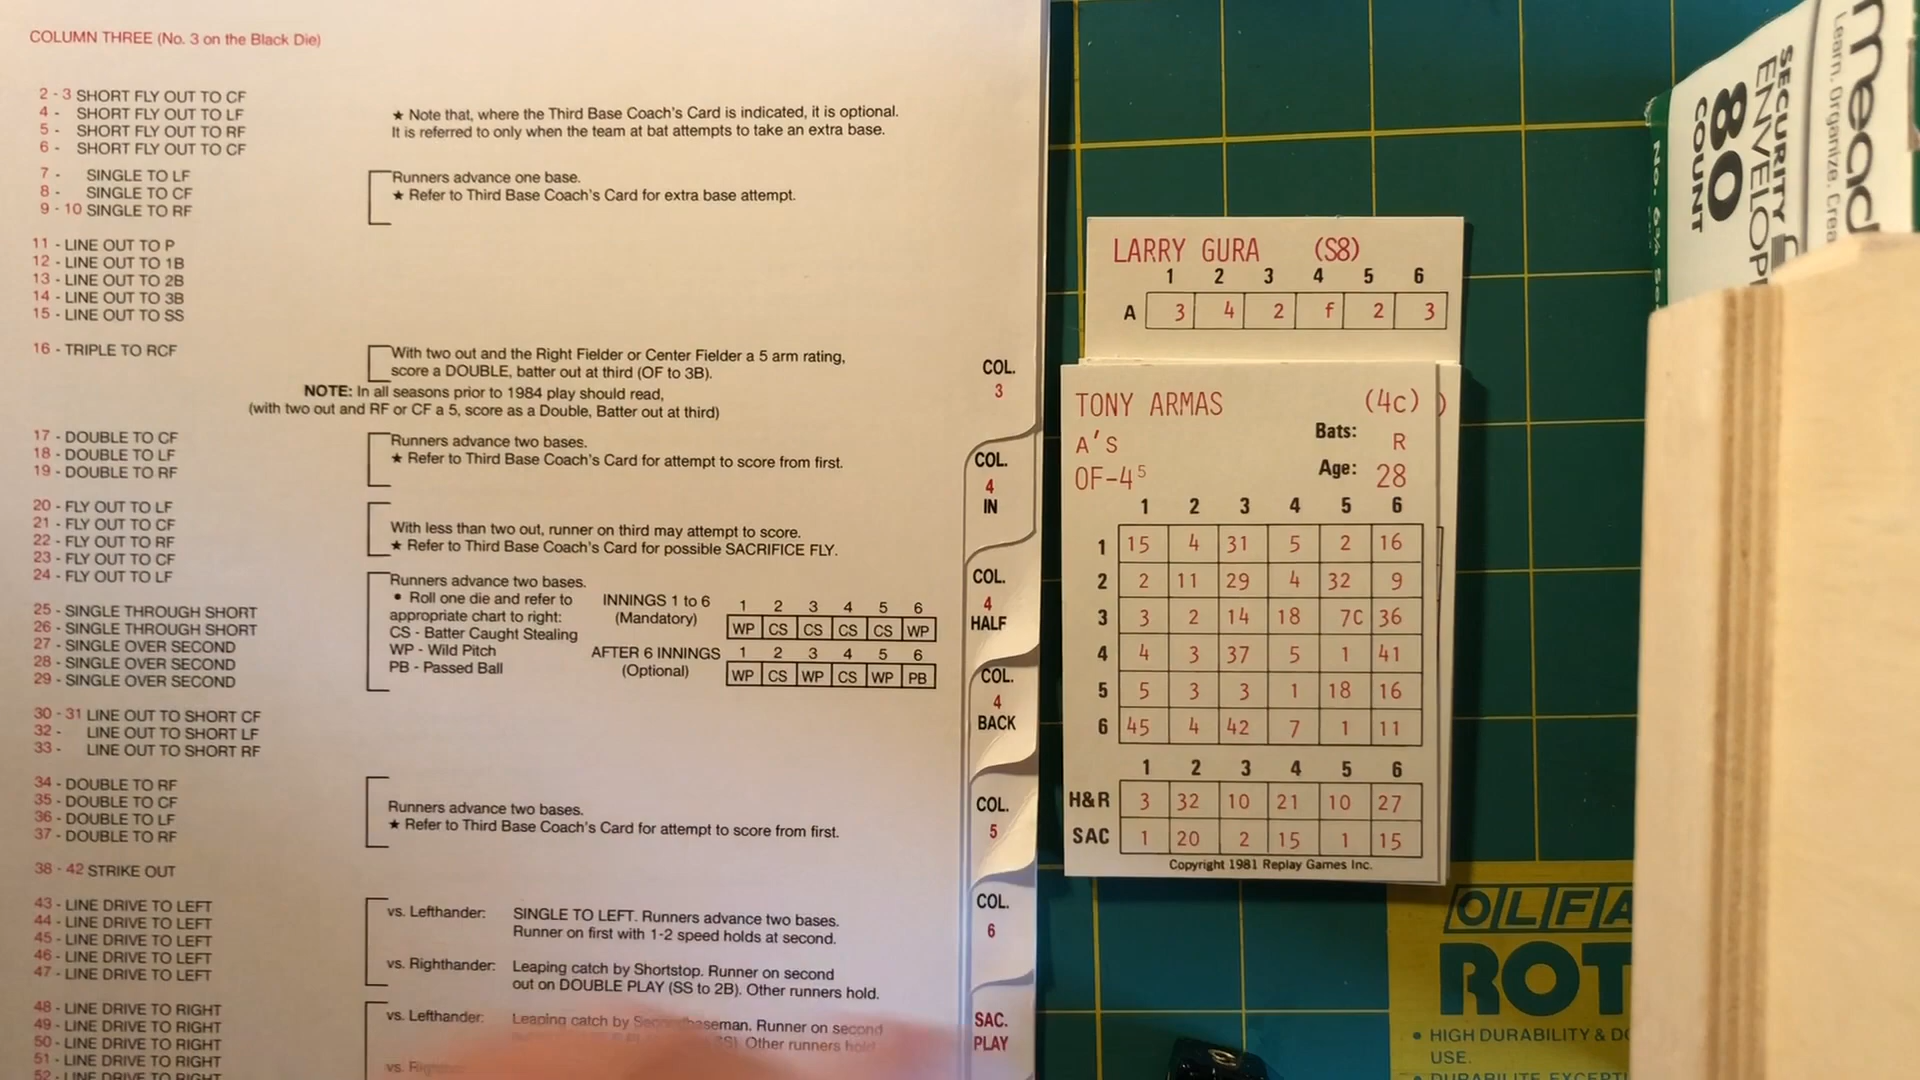 COLUMN THREE (No. 3 on the Black Die)
2 - 3 SHORT FLY OUT TO CF
4 - SHORT FLY OUT TO LF
5 - SHORT FLY OUT TO RF
6 - SHORT FLY OUT TO CF
★ Note that, where the Third Base Coach's Card is indicated, it is optional.
It is referred to only when the team at bat attempts to take an extra base.
7 - SINGLE TO LF
8 - SINGLE TO CF
9 - 10 SINGLE TO RF
Runners advance one base.
★ Refer to Third Base Coach's Card for extra base attempt.
11 - LINE OUT TO P
12 - LINE OUT TO 1B
13 - LINE OUT TO 2B
14 - LINE OUT TO 3B
15 - LINE OUT TO SS
16 - TRIPLE TO RCF
With two out and the Right Fielder or Center Fielder a 5 arm rating,
score a DOUBLE, batter out at third (OF to 3B).
NOTE: In all seasons prior to 1984 play should read,
(with two out and RF or CF a 5, score as a Double, Batter out at third)
17 - DOUBLE TO CF
18 - DOUBLE TO LF
19 - DOUBLE TO RF
Runners advance two bases.
★ Refer to Third Base Coach's Card for attempt to score from first.
20 - FLY OUT TO LF
21 - FLY OUT TO CF
22 - FLY OUT TO RF
23 - FLY OUT TO CF
24 - FLY OUT TO LF
With less than two out, runner on third may attempt to score.
★ Refer to Third Base Coach's Card for possible SACRIFICE FLY.
25 - SINGLE THROUGH SHORT
26 - SINGLE THROUGH SHORT
27 - SINGLE OVER SECOND
28 - SINGLE OVER SECOND
29 - SINGLE OVER SECOND
Runners advance two bases.
• Roll one die and refer to
appropriate chart to right:
CS - Batter Caught Stealing
WP - Wild Pitch
PB - Passed Ball
INNINGS 1 to 6 1 2 3 4 5 6
(Mandatory) WP CS CS CS CS WP
AFTER 6 INNINGS 1 2 3 4 5 6
(Optional) WP CS WP CS WP PB
30 - 31 LINE OUT TO SHORT CF
32 - LINE OUT TO SHORT LF
33 - LINE OUT TO SHORT RF
34 - DOUBLE TO RF
35 - DOUBLE TO CF
36 - DOUBLE TO LF
37 - DOUBLE TO RF
Runners advance two bases.
★ Refer to Third Base Coach's Card for attempt to score from first.
38 - 42 STRIKE OUT
43 - LINE DRIVE TO LEFT
44 - LINE DRIVE TO LEFT
45 - LINE DRIVE TO LEFT
46 - LINE DRIVE TO LEFT
47 - LINE DRIVE TO LEFT
vs. Lefthander: SINGLE TO LEFT. Runners advance two bases.
Runner on first with 1-2 speed holds at second.
vs. Righthander: Leaping catch by Shortstop. Runner on second
out on DOUBLE PLAY (SS to 2B). Other runners hold.
48 - LINE DRIVE TO RIGHT
49 - LINE DRIVE TO RIGHT
50 - LINE DRIVE TO RIGHT
51 - LINE DRIVE TO RIGHT
52 - LINE DRIVE TO RIGHT
vs. Lefthander: Leaping catch by Runner on second
Other runners hold
vs.
COL.
3
COL.
4
IN
COL.
4
HALF
COL.
4
BACK
COL.
5
COL.
6
SAC.
PLAY
LARRY GURA (S8)
1 2 3 4 5 6
A 3 4 2 f 2 3
TONY ARMAS (4c) )
A'S Bats: R
OF-4⁵ Age: 28
1 2 3 4 5 6
1 15 4 31 5 2 16
2 2 11 29 4 32 9
3 3 2 14 18 7C 36
4 4 3 37 5 1 41
5 5 3 3 1 18 16
6 45 4 42 7 1 11
1 2 3 4 5 6
H&R 3 32 10 21 10 27
SAC 1 20 2 15 1 15
Copyright 1981 Replay Games Inc.
mead
Learn. Organize.
SECURITY
80
COUNT
OLFA
ROT
• HIGH DURABILITY &
USE.